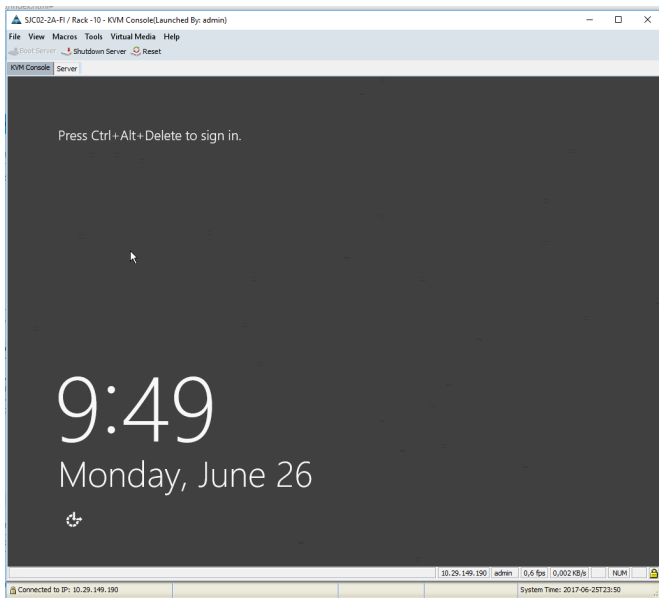 SJC02-2A-FI / Rack -10 - KVM Console(Launched By: admin)
File View Macros Tools Virtual Media Help
Boot Server Shutdown Server Reset
KVM Console Server
Press Ctrl+Alt+Delete to sign in.
9:49
Monday, June 26
10.29.149.190 admin 0,6 fps 0,002 KB/s NUM
Connected to IP: 10.29.149.190 System Time: 2017-06-25T23:50